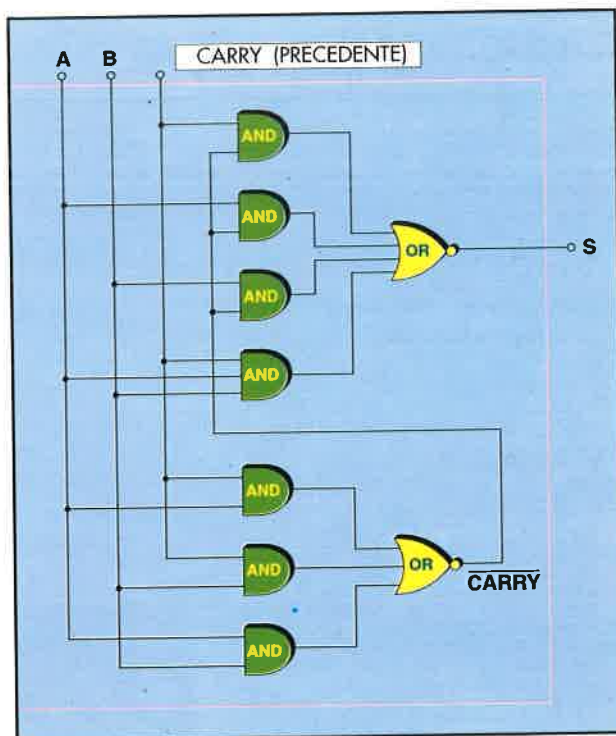 A B CARRY (PRECEDENTE)
AND
AND
OR
S
AND
AND
AND
OR
AND
CARRY
AND